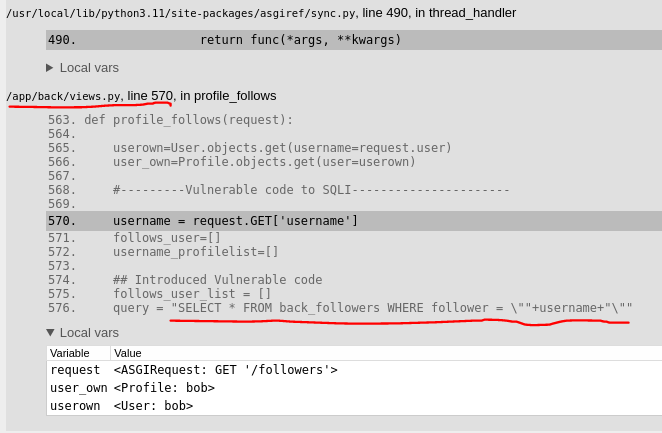 /usr/local/lib/python3.11/site-packages/asgiref/sync.py, line 490, in thread_handler
490. return func(*args, **kwargs)
▶ Local vars
/app/back/views.py, line 570, in profile_follows
563. def profile_follows(request):
564.
565. userown=User.objects.get(username=request.user)
566. user_own=Profile.objects.get(user=userown)
567.
568. #---------Vulnerable code to SQLI----------------------
569.
570. username = request.GET['username']
571. follows_user=[]
572. username_profilelist=[]
573.
574. ## Introduced Vulnerable code
575. follows_user_list = []
576. query = "SELECT * FROM back_followers WHERE follower = \""+username+"\""
▼ Local vars
Variable Value
request <ASGIRequest: GET '/followers'>
user_own <Profile: bob>
userown <User: bob>